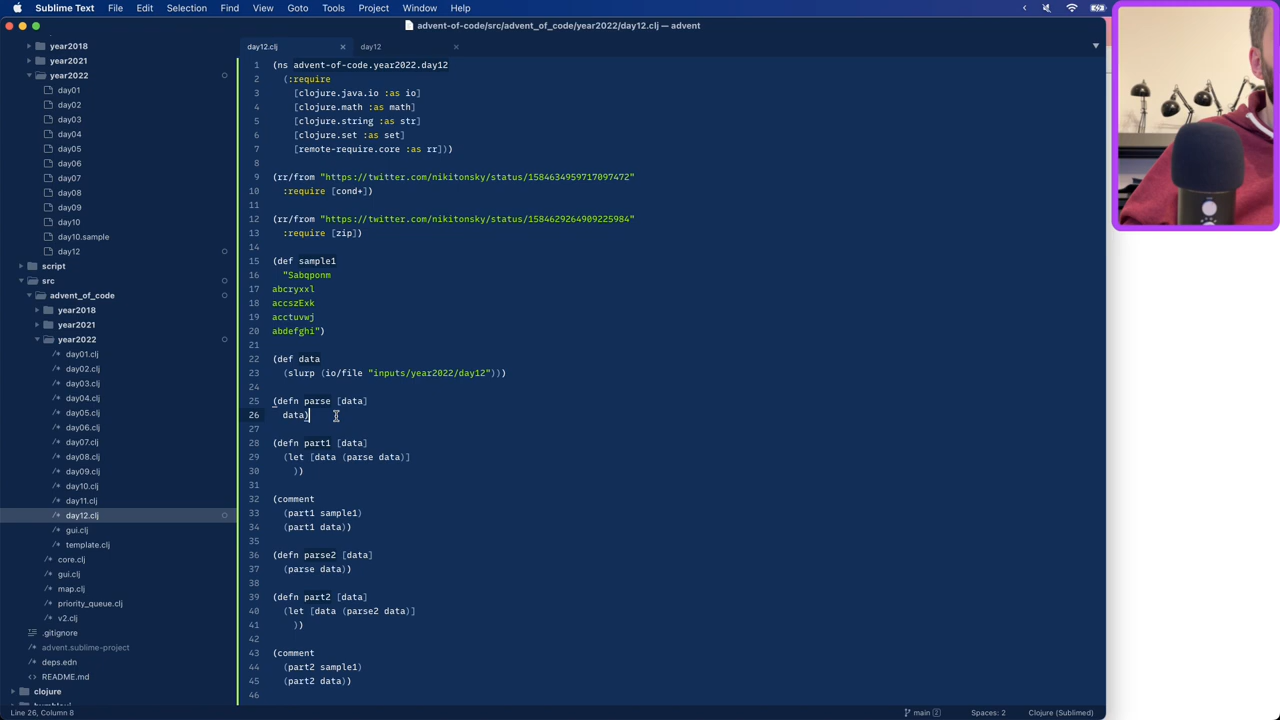 Sublime Text File Edit Selection Find View Goto Tools Project Window Help
advent-of-code/src/advent_of_code/year2022/day12.clj — advent
day12.clj
day12
year2018
year2021
year2022
day01
day02
day03
day04
day05
day06
day07
day08
day09
day10
day10.sample
day12
script
src
advent_of_code
year2018
year2021
year2022
day01.clj
day02.clj
day03.clj
day04.clj
day05.clj
day06.clj
day07.clj
day08.clj
day09.clj
day10.clj
day11.clj
day12.clj
gui.clj
template.clj
core.clj
gui.clj
map.clj
priority_queue.clj
v2.clj
.gitignore
advent.sublime-project
deps.edn
README.md
clojure
1 (ns advent-of-code.year2022.day12
2 (:require
3 [clojure.java.io :as io]
4 [clojure.math :as math]
5 [clojure.string :as str]
6 [clojure.set :as set]
7 [remote-require.core :as rr]))
8
9 (rr/from "https://twitter.com/nikitonsky/status/1584634959717097472"
10 :require [cond+])
11
12 (rr/from "https://twitter.com/nikitonsky/status/1584629264909225984"
13 :require [zip])
14
15 (def sample1
16 "Sabqponm
17 abcryxxl
18 accszExk
19 acctuvwj
20 abdefghi")
21
22 (def data
23 (slurp (io/file "inputs/year2022/day12")))
24
25 (defn parse [data]
26 data)
27
28 (defn part1 [data]
29 (let [data (parse data)]
30 ))
31
32 (comment
33 (part1 sample1)
34 (part1 data))
35
36 (defn parse2 [data]
37 (parse data))
38
39 (defn part2 [data]
40 (let [data (parse2 data)]
41 ))
42
43 (comment
44 (part2 sample1)
45 (part2 data))
46
Line 26, Column 8
main 2
Spaces: 2
Clojure (Sublimed)